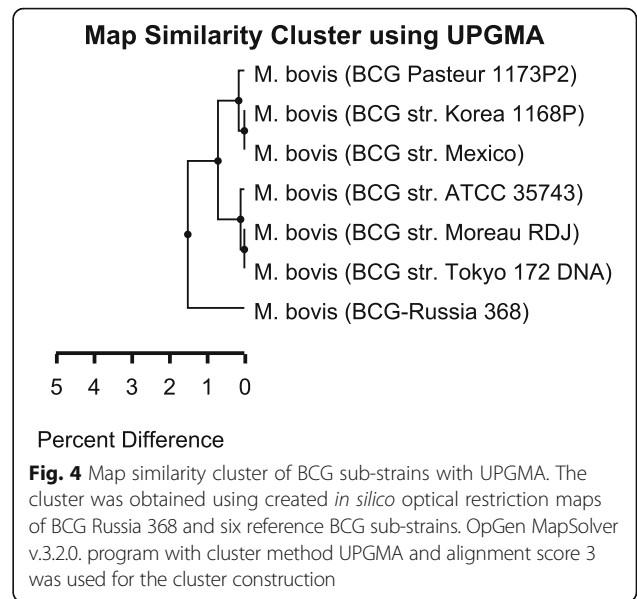 Map Similarity Cluster using UPGMA
M. bovis (BCG Pasteur 1173P2)
M. bovis (BCG str. Korea 1168P)
M. bovis (BCG str. Mexico)
M. bovis (BCG str. ATCC 35743)
M. bovis (BCG str. Moreau RDJ)
M. bovis (BCG str. Tokyo 172 DNA)
M. bovis (BCG-Russia 368)
5 4 3 2 1 0
Percent Difference
Fig. 4 Map similarity cluster of BCG sub-strains with UPGMA. The
cluster was obtained using created in silico optical restriction maps
of BCG Russia 368 and six reference BCG sub-strains. OpGen MapSolver
v.3.2.0. program with cluster method UPGMA and alignment score 3
was used for the cluster construction